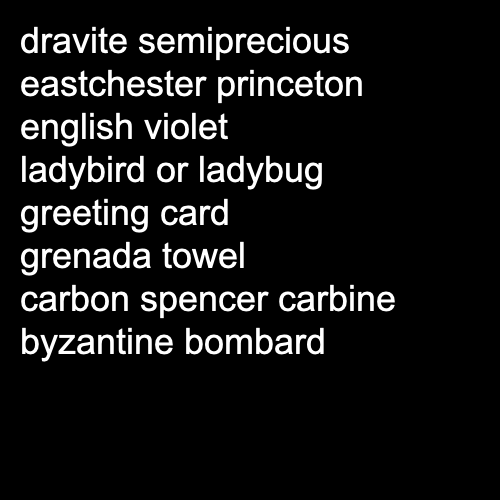 dravite semiprecious
eastchester princeton
english violet
ladybird or ladybug
greeting card
grenada towel
carbon spencer carbine
byzantine bombard